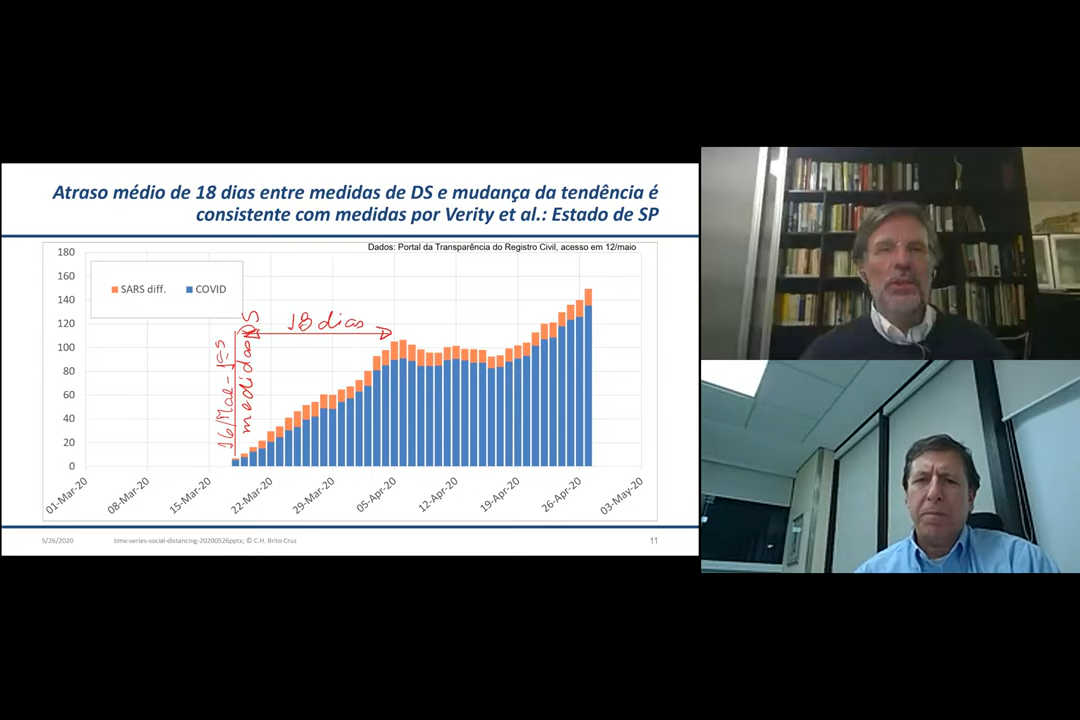 Atraso médio de 18 dias entre medidas de DS e mudança da tendência é
consistente com medidas por Verity et al.: Estado de SP
Dados: Portal da Transparência do Registro Civil, acesso em 12/maio
180
160
140
120
100
80
60
40
20
0
SARS diff.
COVID
18 dias
medidas DS
01-Mar-20
08-Mar-20
15-Mar-20
22-Mar-20
29-Mar-20
05-Apr-20
12-Apr-20
19-Apr-20
26-Apr-20
03-May-20
5/26/2020
time-series-social-distancing-20200526pptx; © C.H. Brito Cruz
11